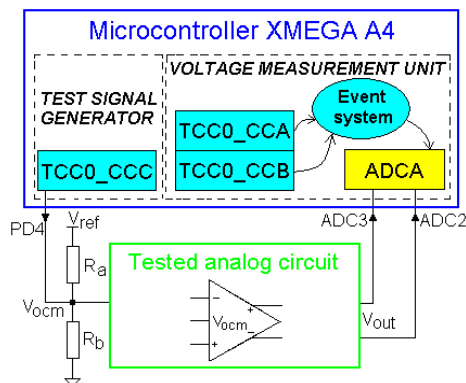 Microcontroller XMEGA A4
VOLTAGE MEASUREMENT UNIT
TEST SIGNAL
GENERATOR
Event
system
TCC0_CCA
TCC0_CCB
TCC0_CCC
ADCA
PD4
Vref
ADC3
ADC2
Ra
Tested analog circuit
Vocm
Rb
−
+
Vocm
−
+
Vout